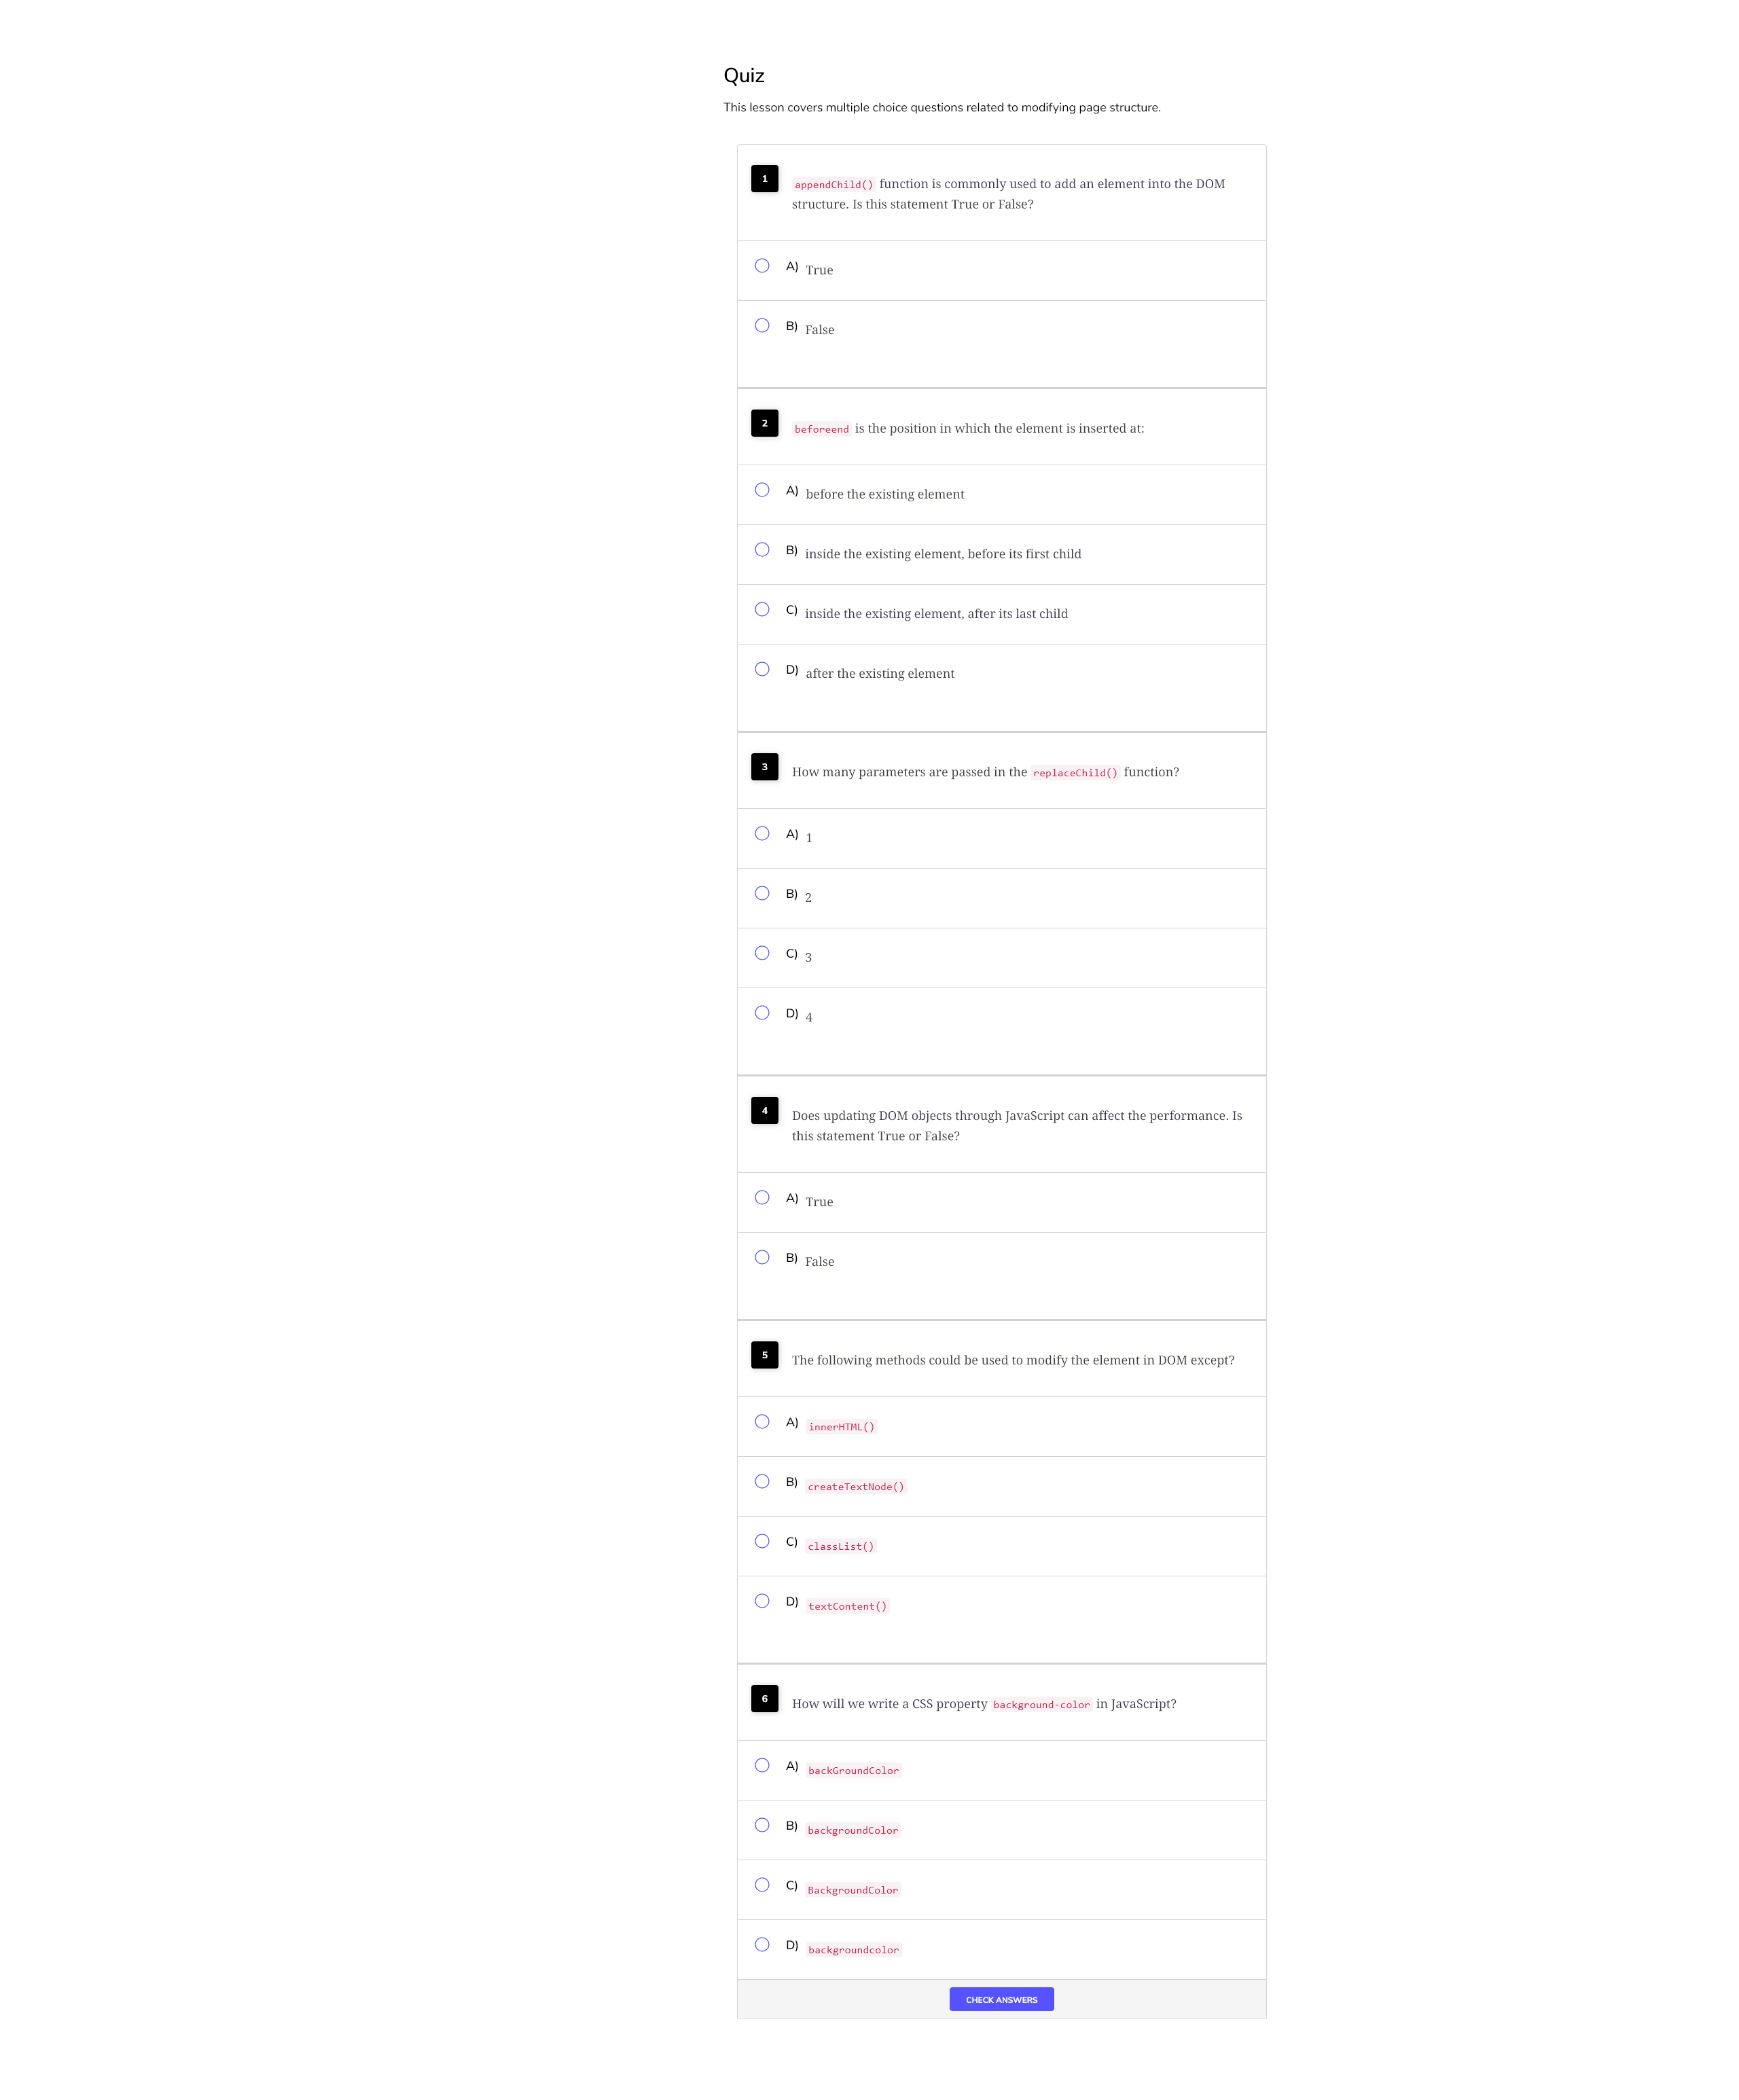 Quiz
This lesson covers multiple choice questions related to modifying page structure.
1
appendChild() function is commonly used to add an element into the DOM
structure. Is this statement True or False?
A) True
B) False
2
beforeend is the position in which the element is inserted at:
A) before the existing element
B) inside the existing element, before its first child
C) inside the existing element, after its last child
D) after the existing element
3
How many parameters are passed in the replaceChild() function?
A) 1
B) 2
C) 3
D) 4
4
Does updating DOM objects through JavaScript can affect the performance. Is
this statement True or False?
A) True
B) False
5
The following methods could be used to modify the element in DOM except?
A) innerHTML()
B) createTextNode()
C) classList()
D) textContent()
6
How will we write a CSS property background-color in JavaScript?
A) backGroundColor
B) backgroundColor
C) BackgroundColor
D) backgroundcolor
CHECK ANSWERS